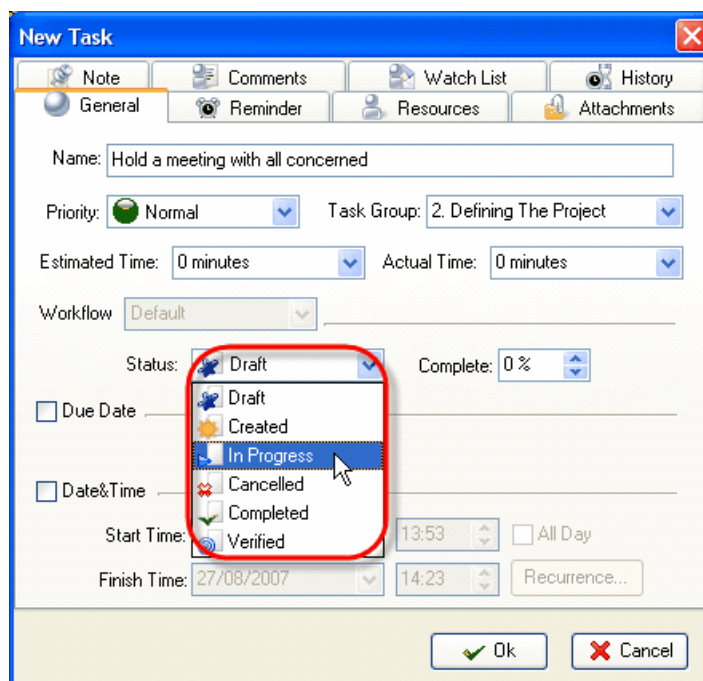 New Task
Note Comments Watch List History
General Reminder Resources Attachments
Name: Hold a meeting with all concerned
Priority: Normal Task Group: 2. Defining The Project
Estimated Time: 0 minutes Actual Time: 0 minutes
Workflow Default
Status: Draft Complete: 0 %
Draft
Due Date
Created
In Progress
Cancelled
Date&Time
Completed
Start Time: 13:53 All Day
Verified
Finish Time: 27/08/2007 14:23 Recurrence...
Ok Cancel